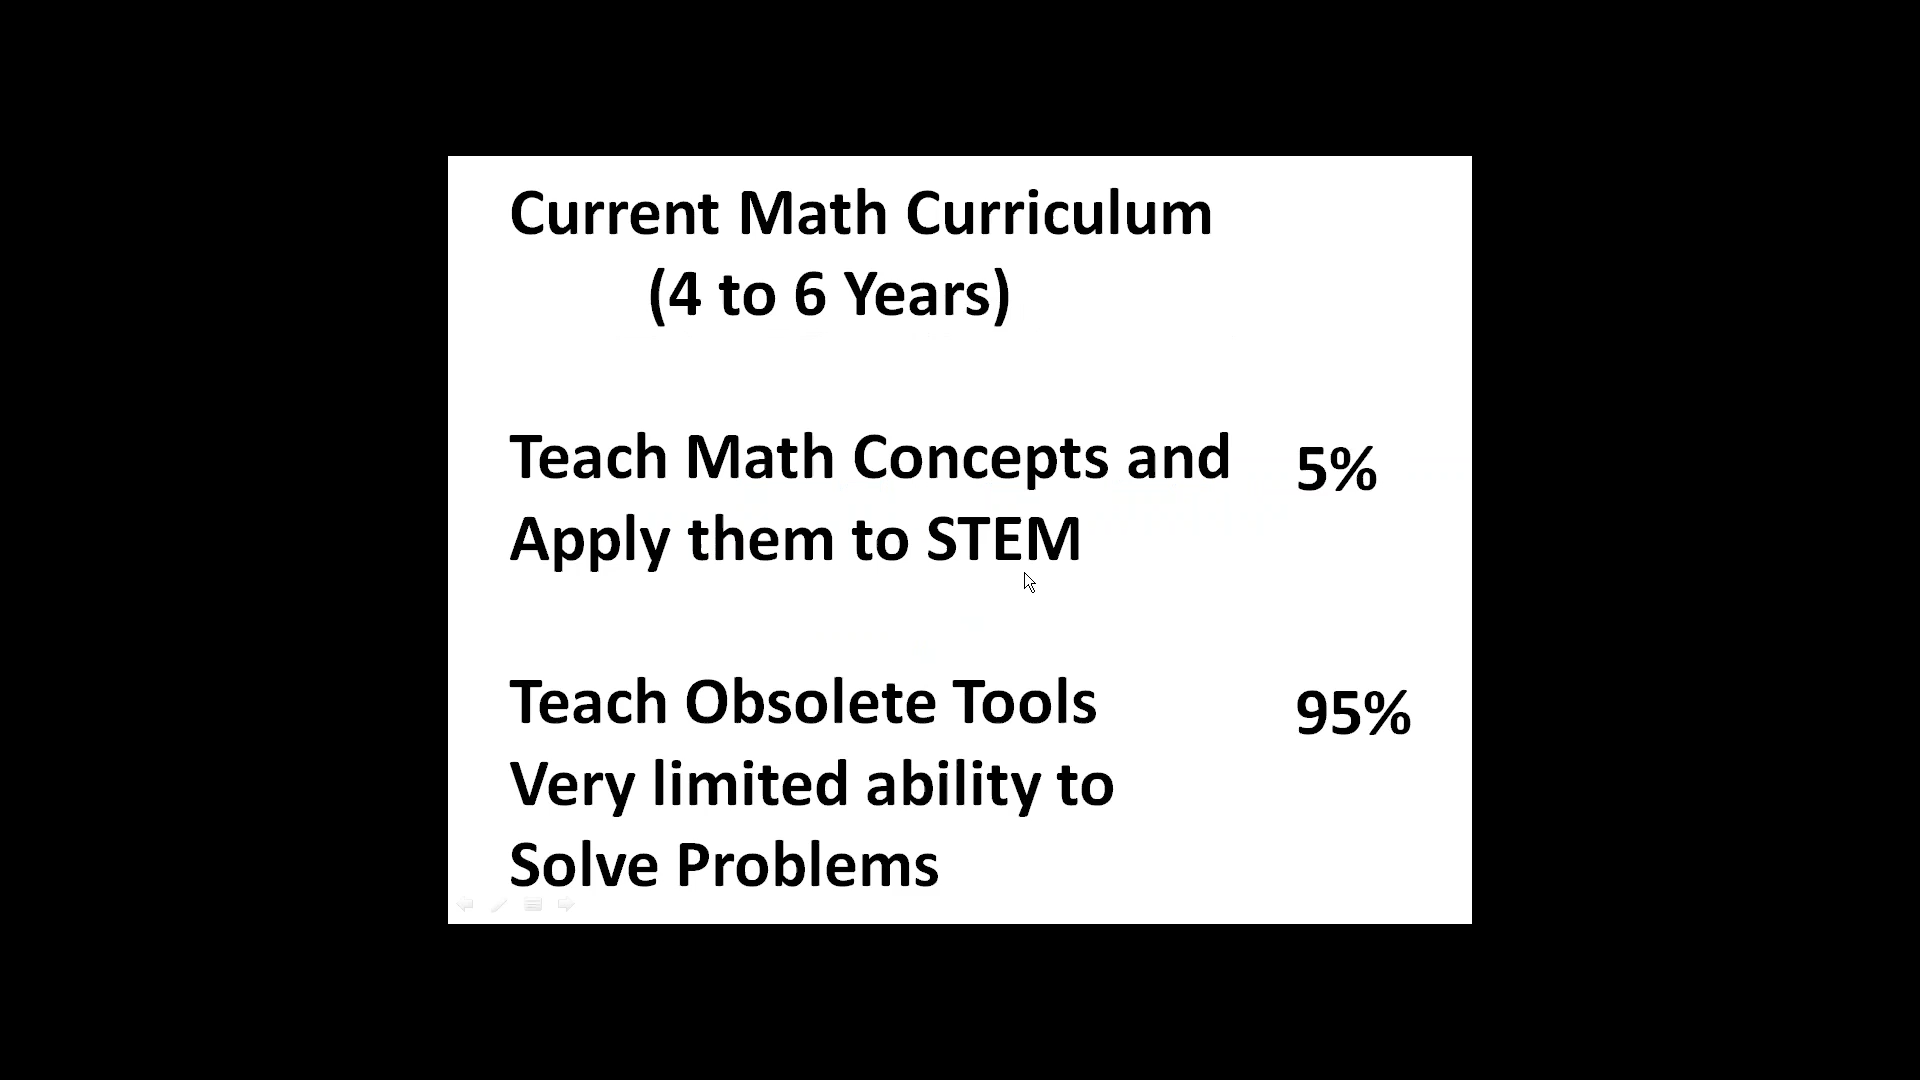 Current Math Curriculum
(4 to 6 Years)
Teach Math Concepts and 5%
Apply them to STEM
Teach Obsolete Tools 95%
Very limited ability to
Solve Problems